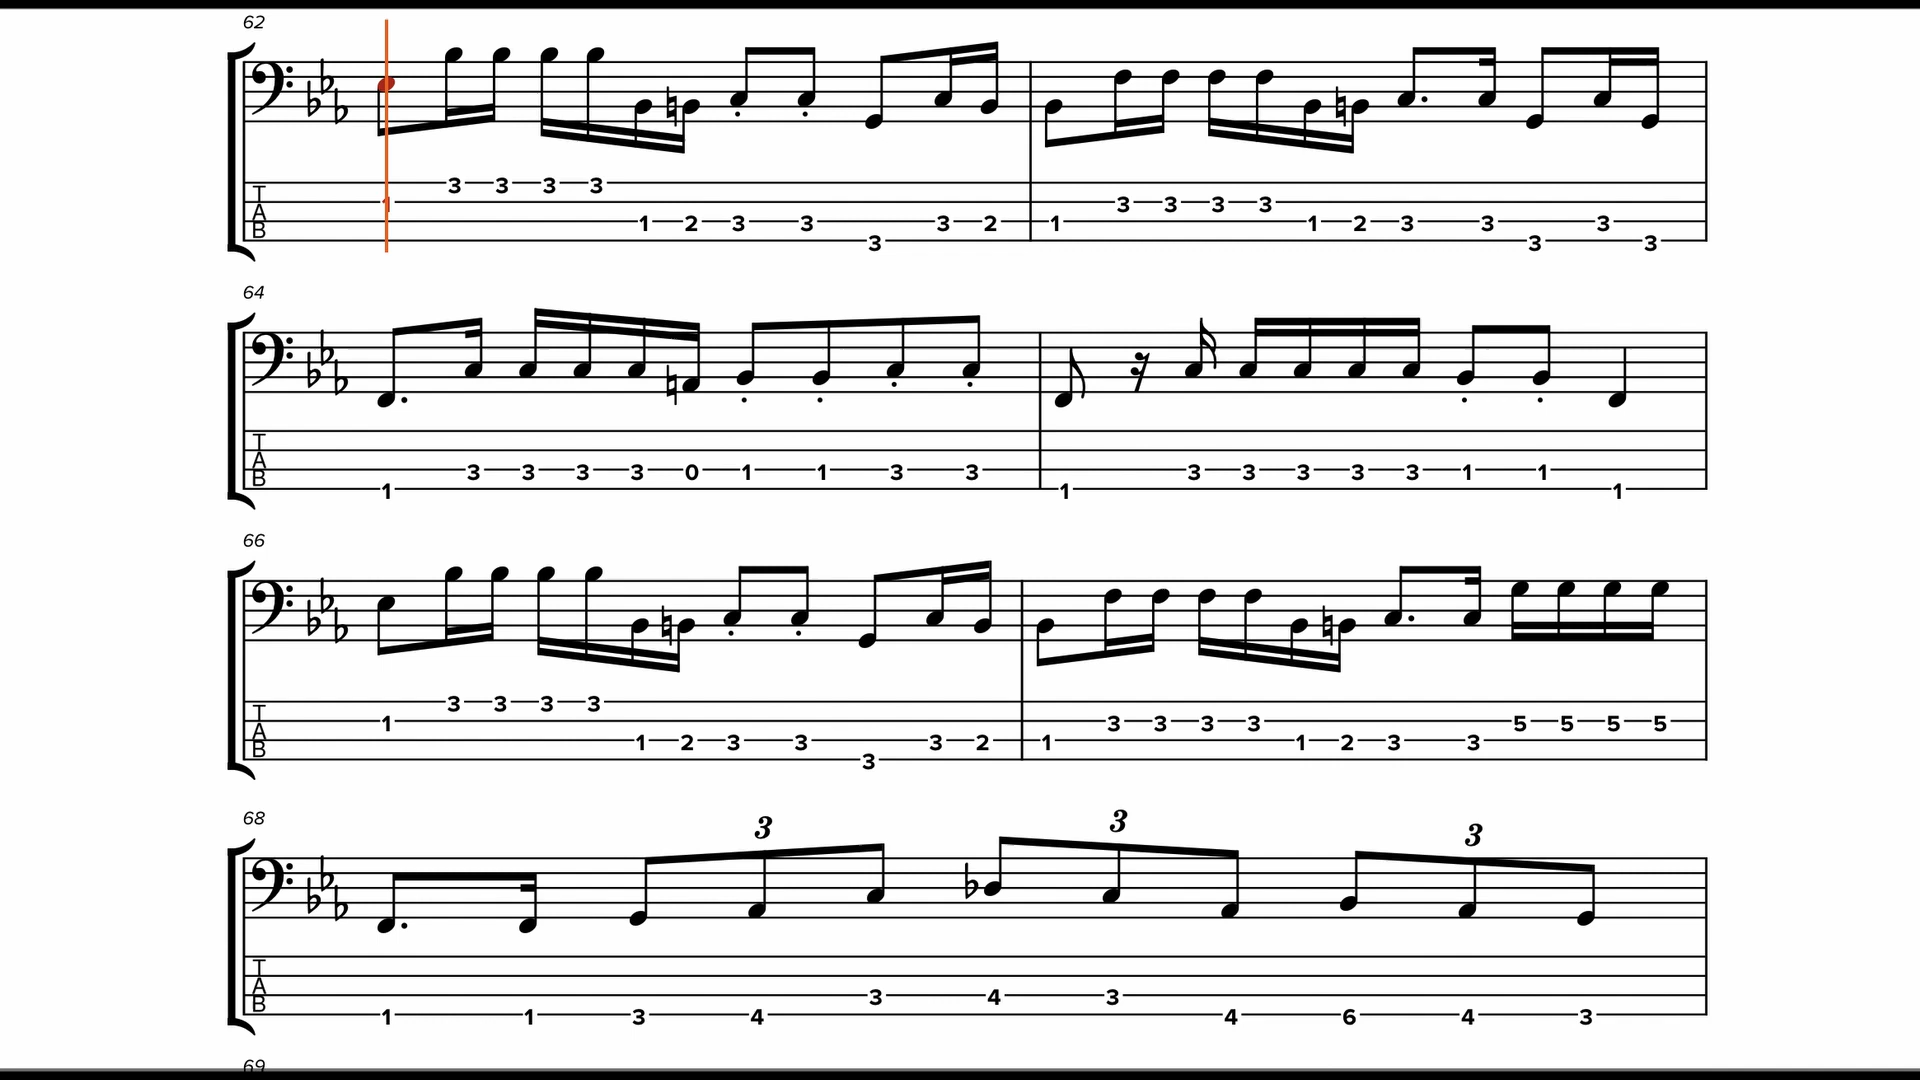 62
T 3 3 3 3 3 3 3 3
A 1
B 1 2 3 3 3 2 1 1 2 3 3 3
3 3 3
64
T
A
B 3 3 3 3 0 1 1 3 3 3 3 3 3 3 1 1
1 1 1
66
T 3 3 3 3
A 1 3 3 3 3 5 5 5 5
B 1 2 3 3 3 2 1 1 2 3 3
3
68
3 3 3
T
A
B 3 4 3
1 1 3 4 4 6 4 3
69